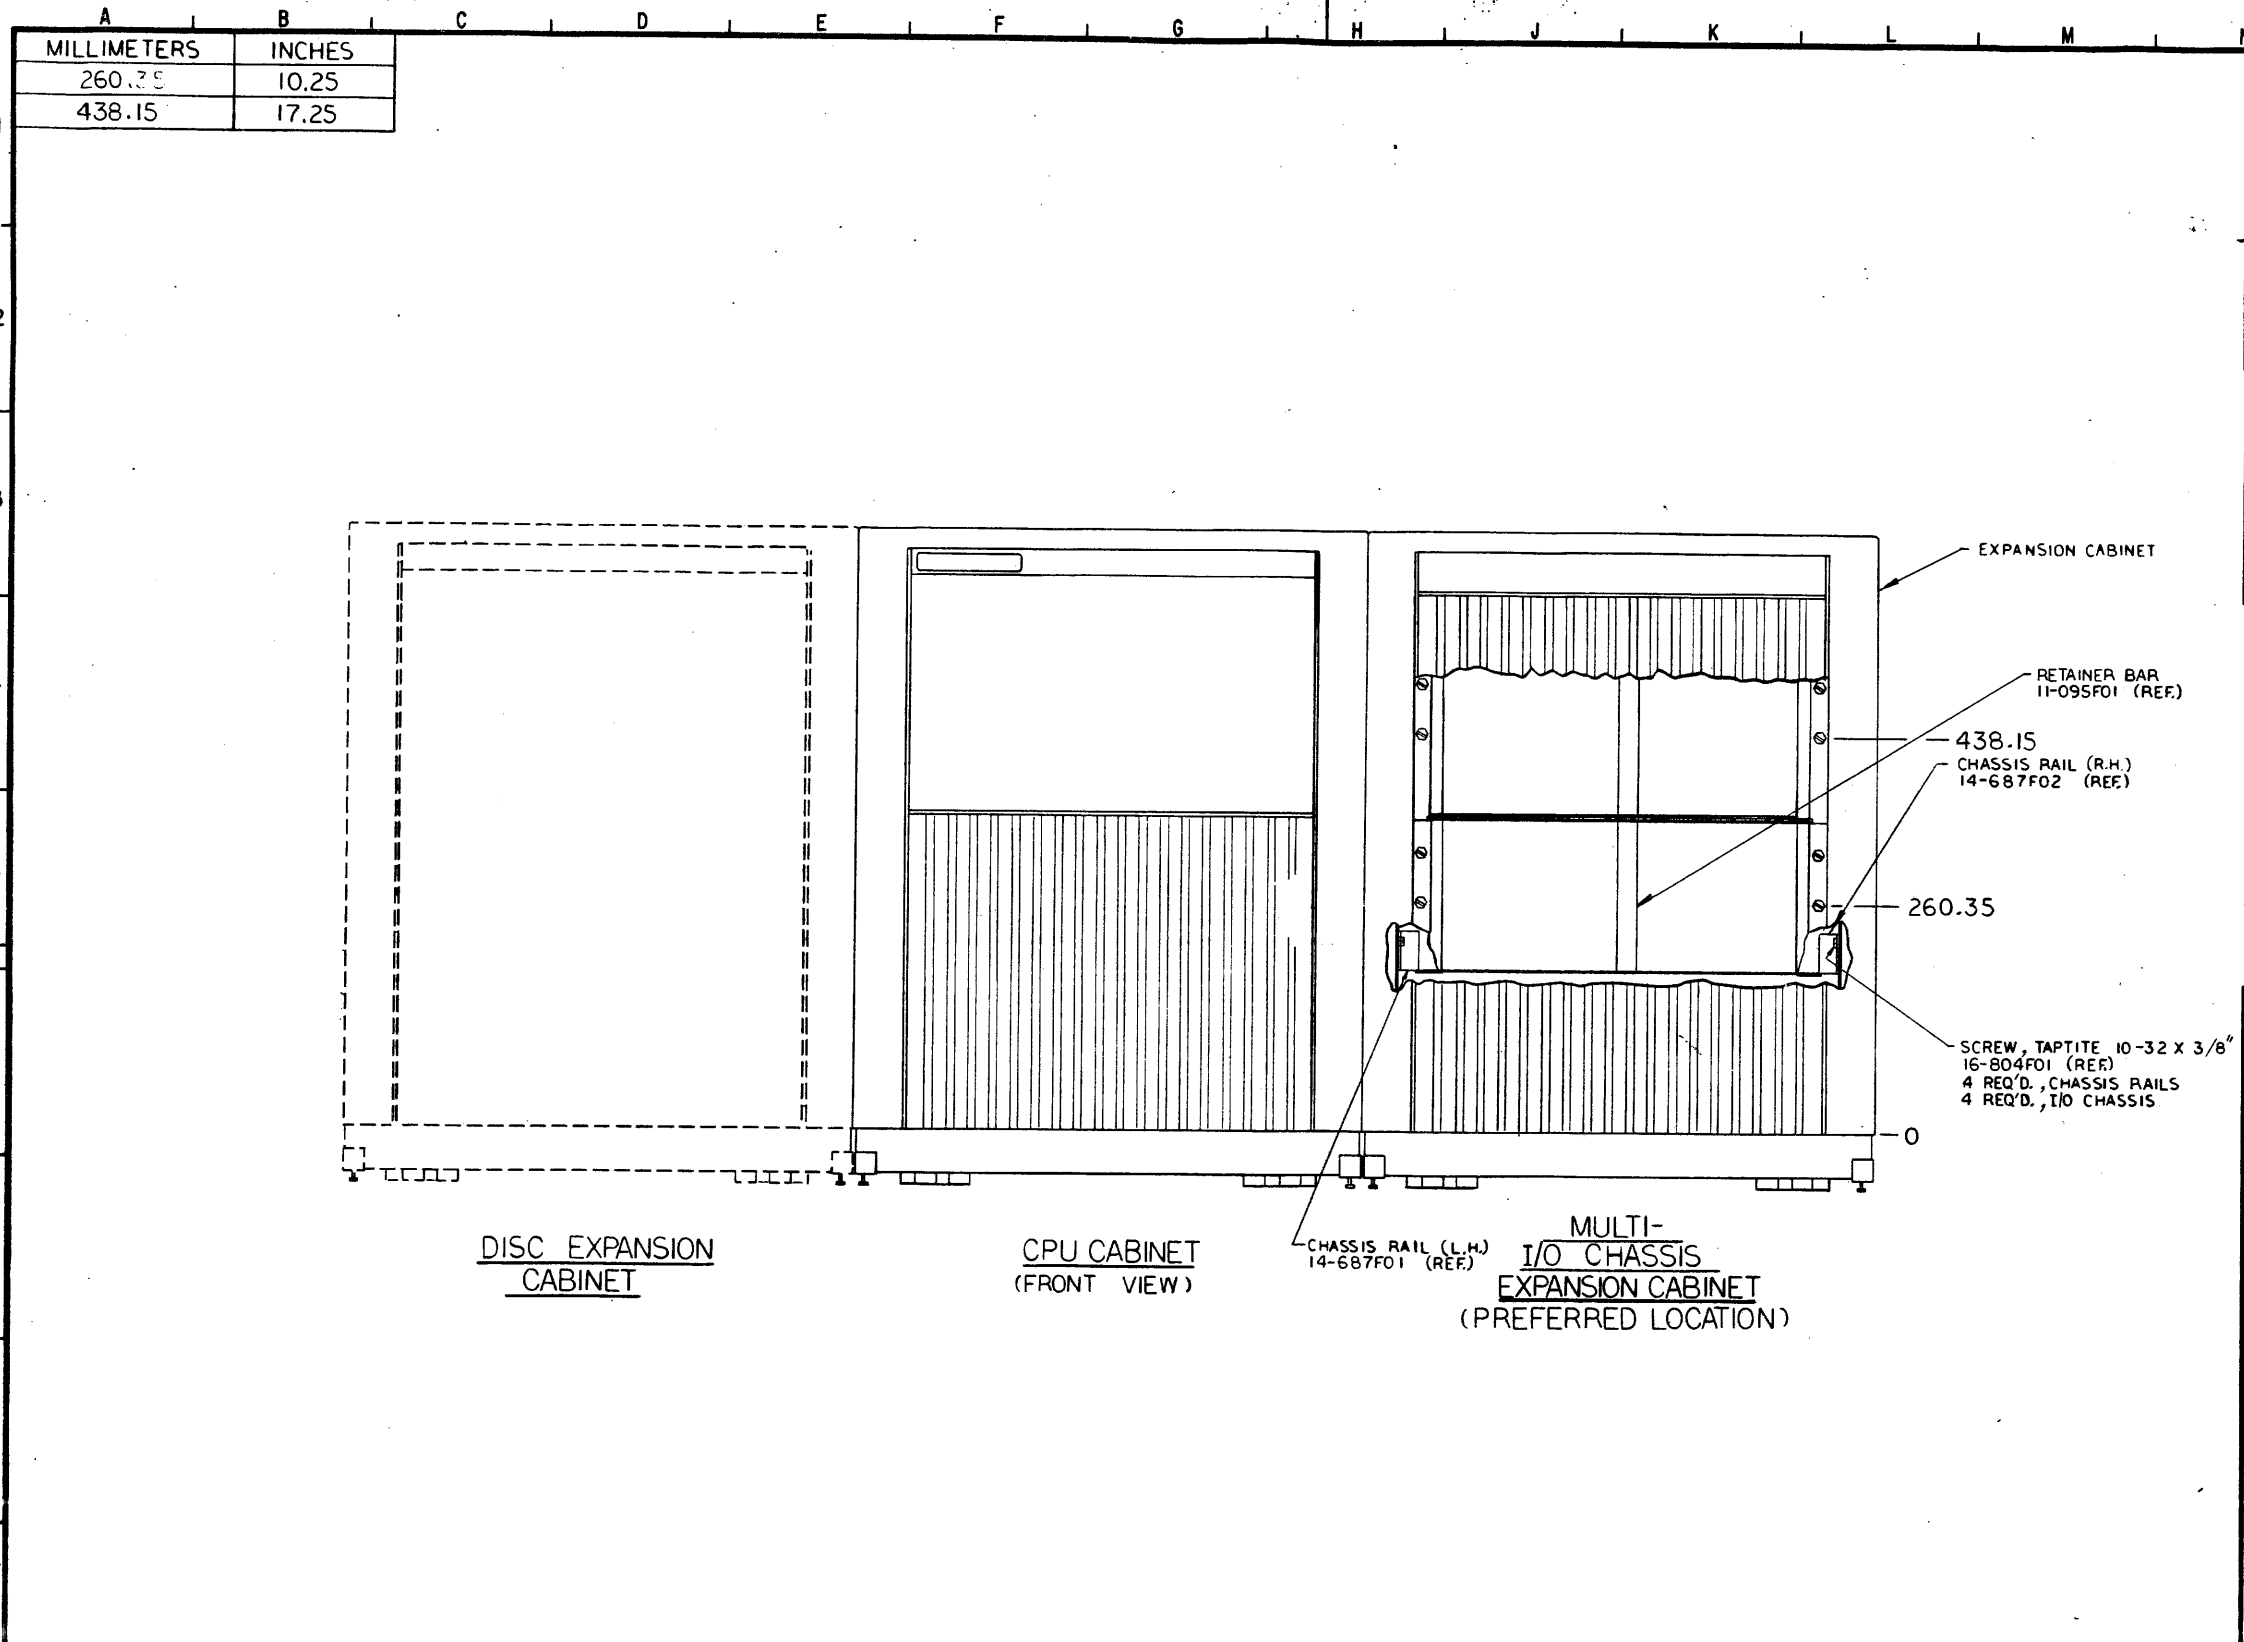 A B C D E F G H J K L M
MILLIMETERS INCHES
260.35 10.25
438.15 17.25
2
EXPANSION CABINET
RETAINER BAR
11-095F01 (REF.)
438.15
CHASSIS RAIL (R.H.)
14-687F02 (REF.)
260.35
SCREW, TAPTITE 10-32 X 3/8"
16-804F01 (REF.)
4 REQ'D., CHASSIS RAILS
4 REQ'D., I/O CHASSIS
0
DISC EXPANSION
CABINET
CPU CABINET
(FRONT VIEW)
CHASSIS RAIL (L.H.)
14-687F01 (REF.)
MULTI-
I/O CHASSIS
EXPANSION CABINET
(PREFERRED LOCATION)